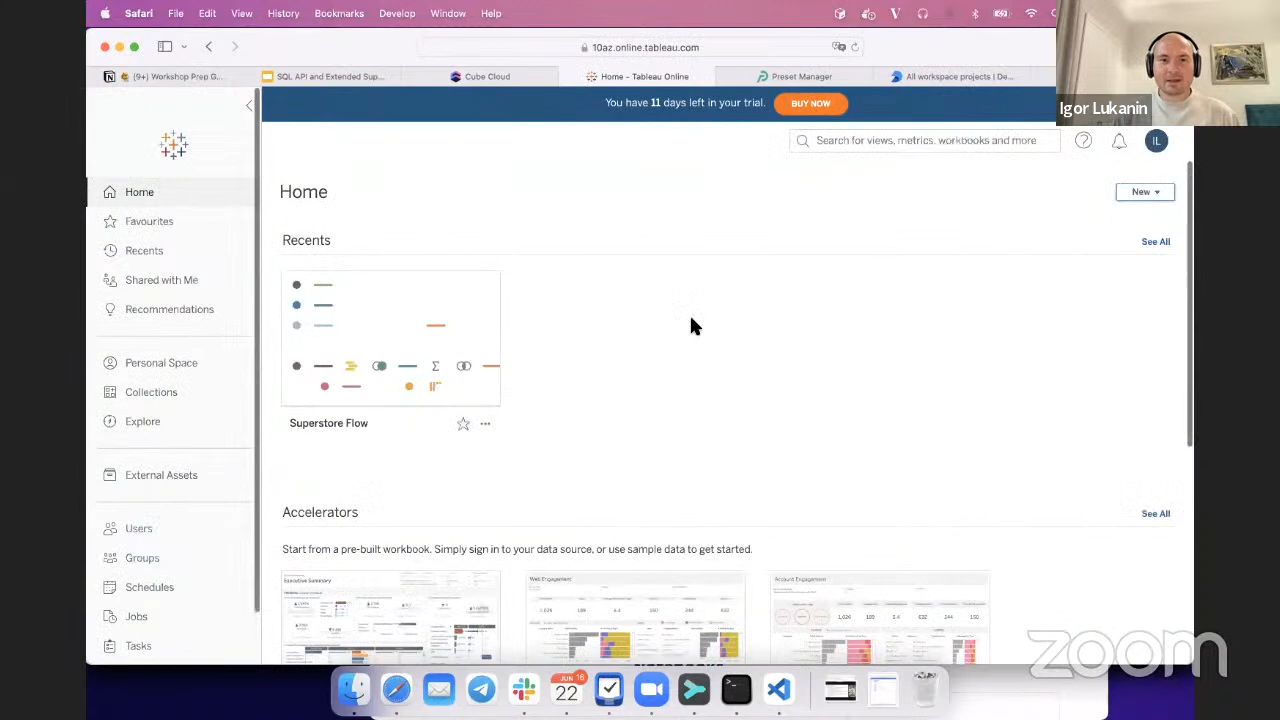 Safari File Edit View History Bookmarks Develop Window Help
10az.online.tableau.com
(9+) Workshop Prep G... SQL API and Extended Sup... Cube Cloud Home - Tableau Online Preset Manager All workspace projects | De...
You have 11 days left in your trial. BUY NOW
Igor Lukanin
Search for views, metrics, workbooks and more
IL
Home
Favourites
Recents
Shared with Me
Recommendations
Personal Space
Collections
Explore
External Assets
Users
Groups
Schedules
Jobs
Tasks
Home
New
Recents
See All
Superstore Flow
Accelerators
See All
Start from a pre-built workbook. Simply sign in to your data source, or use sample data to get started.
Executive Summary
Web Engagement
Account Engagement
JUN 16
22
zoom